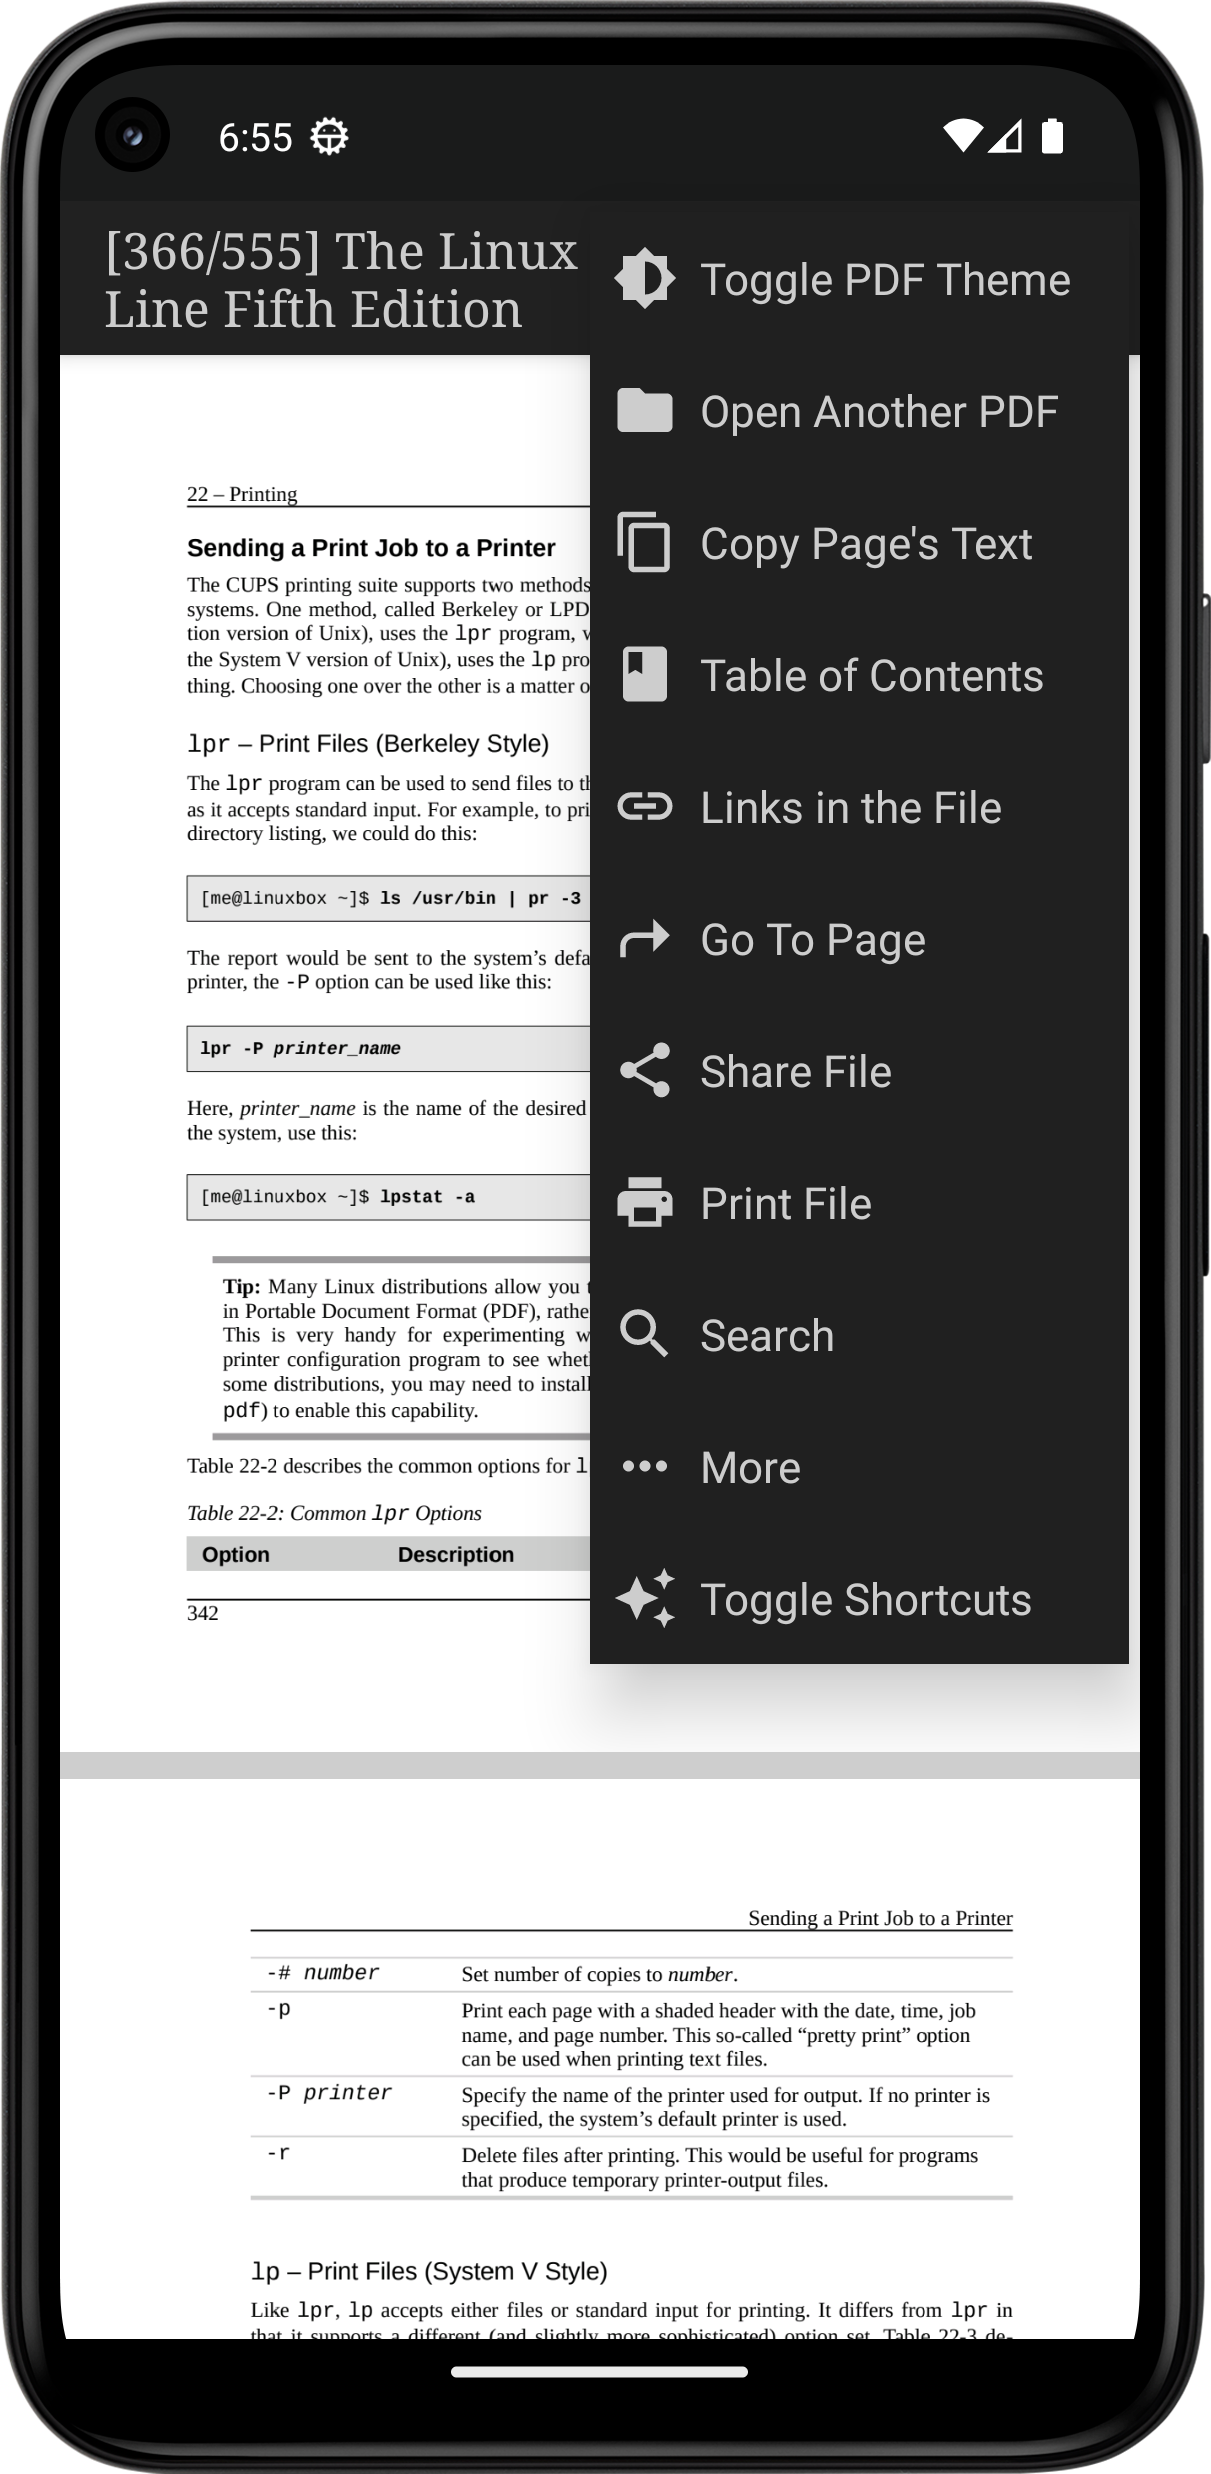 6:55
[366/555] The Linux
Line Fifth Edition
Toggle PDF Theme
Open Another PDF
Copy Page's Text
Table of Contents
Links in the File
Go To Page
Share File
Print File
Search
More
Toggle Shortcuts
22 – Printing
Sending a Print Job to a Printer
The CUPS printing suite supports two methods
systems. One method, called Berkeley or LPD
tion version of Unix), uses the lpr program,
the System V version of Unix), uses the lp
thing. Choosing one over the other is a matter
lpr – Print Files (Berkeley Style)
The lpr program can be used to send files to
as it accepts standard input. For example, to
directory listing, we could do this:
[me@linuxbox ~]$ ls /usr/bin | pr -3
The report would be sent to the system’s
printer, the -P option can be used like this:
lpr -P printer_name
Here, printer_name is the name of the desired
the system, use this:
[me@linuxbox ~]$ lpstat -a
Tip: Many Linux distributions allow you
in Portable Document Format (PDF),
This is very handy for experimenting
printer configuration program to see
some distributions, you may need to install
pdf) to enable this capability.
Table 22-2 describes the common options for
Table 22-2: Common lpr Options
Option Description
342
Sending a Print Job to a Printer
-# number Set number of copies to number.
-p Print each page with a shaded header with the date, time, job
name, and page number. This so-called “pretty print” option
can be used when printing text files.
-P printer Specify the name of the printer used for output. If no printer is
specified, the system’s default printer is used.
-r Delete files after printing. This would be useful for programs
that produce temporary printer-output files.
lp – Print Files (System V Style)
Like lpr, lp accepts either files or standard input for printing. It differs from lpr in
that it supports a different (and slightly more sophisticated) option set. Table 22-3 de-